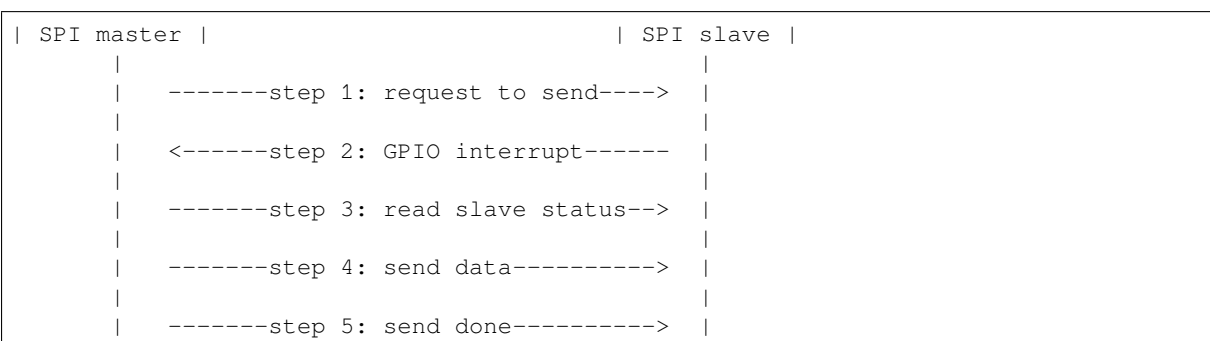 | SPI master |                             | SPI slave |
       |                                         |
       |   -------step 1: request to send---->   |
       |                                         |
       |   <------step 2: GPIO interrupt------   |
       |                                         |
       |   -------step 3: read slave status-->   |
       |                                         |
       |   -------step 4: send data---------->   |
       |                                         |
       |   -------step 5: send done---------->   |